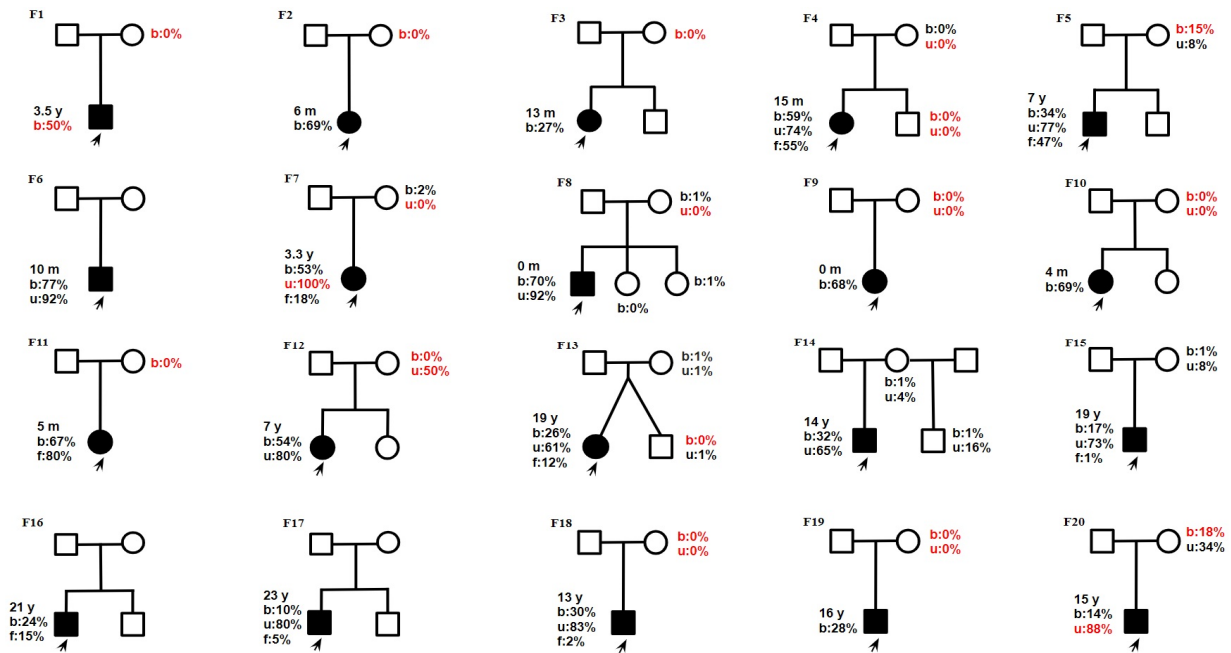 F1
b:0%
3.5 y
b:50%
F2
b:0%
6 m
b:69%
F3
b:0%
13 m
b:27%
F4
b:0%
u:0%
15 m
b:59%
u:74%
f:55%
b:0%
u:0%
F5
b:15%
u:8%
7 y
b:34%
u:77%
f:47%
F6
10 m
b:77%
u:92%
F7
b:2%
u:0%
3.3 y
b:53%
u:100%
f:18%
F8
b:1%
u:0%
0 m
b:70%
u:92%
b:0%
b:1%
F9
b:0%
u:0%
0 m
b:68%
F10
b:0%
u:0%
4 m
b:69%
F11
b:0%
5 m
b:67%
f:80%
F12
b:0%
u:50%
7 y
b:54%
u:80%
F13
b:1%
u:1%
19 y
b:26%
u:61%
f:12%
b:0%
u:1%
F14
b:1%
u:4%
14 y
b:32%
u:65%
b:1%
u:16%
F15
b:1%
u:8%
19 y
b:17%
u:73%
f:1%
F16
21 y
b:24%
f:15%
F17
23 y
b:10%
u:80%
f:5%
F18
b:0%
u:0%
13 y
b:30%
u:83%
f:2%
F19
b:0%
u:0%
16 y
b:28%
F20
b:18%
u:34%
15 y
b:14%
u:88%